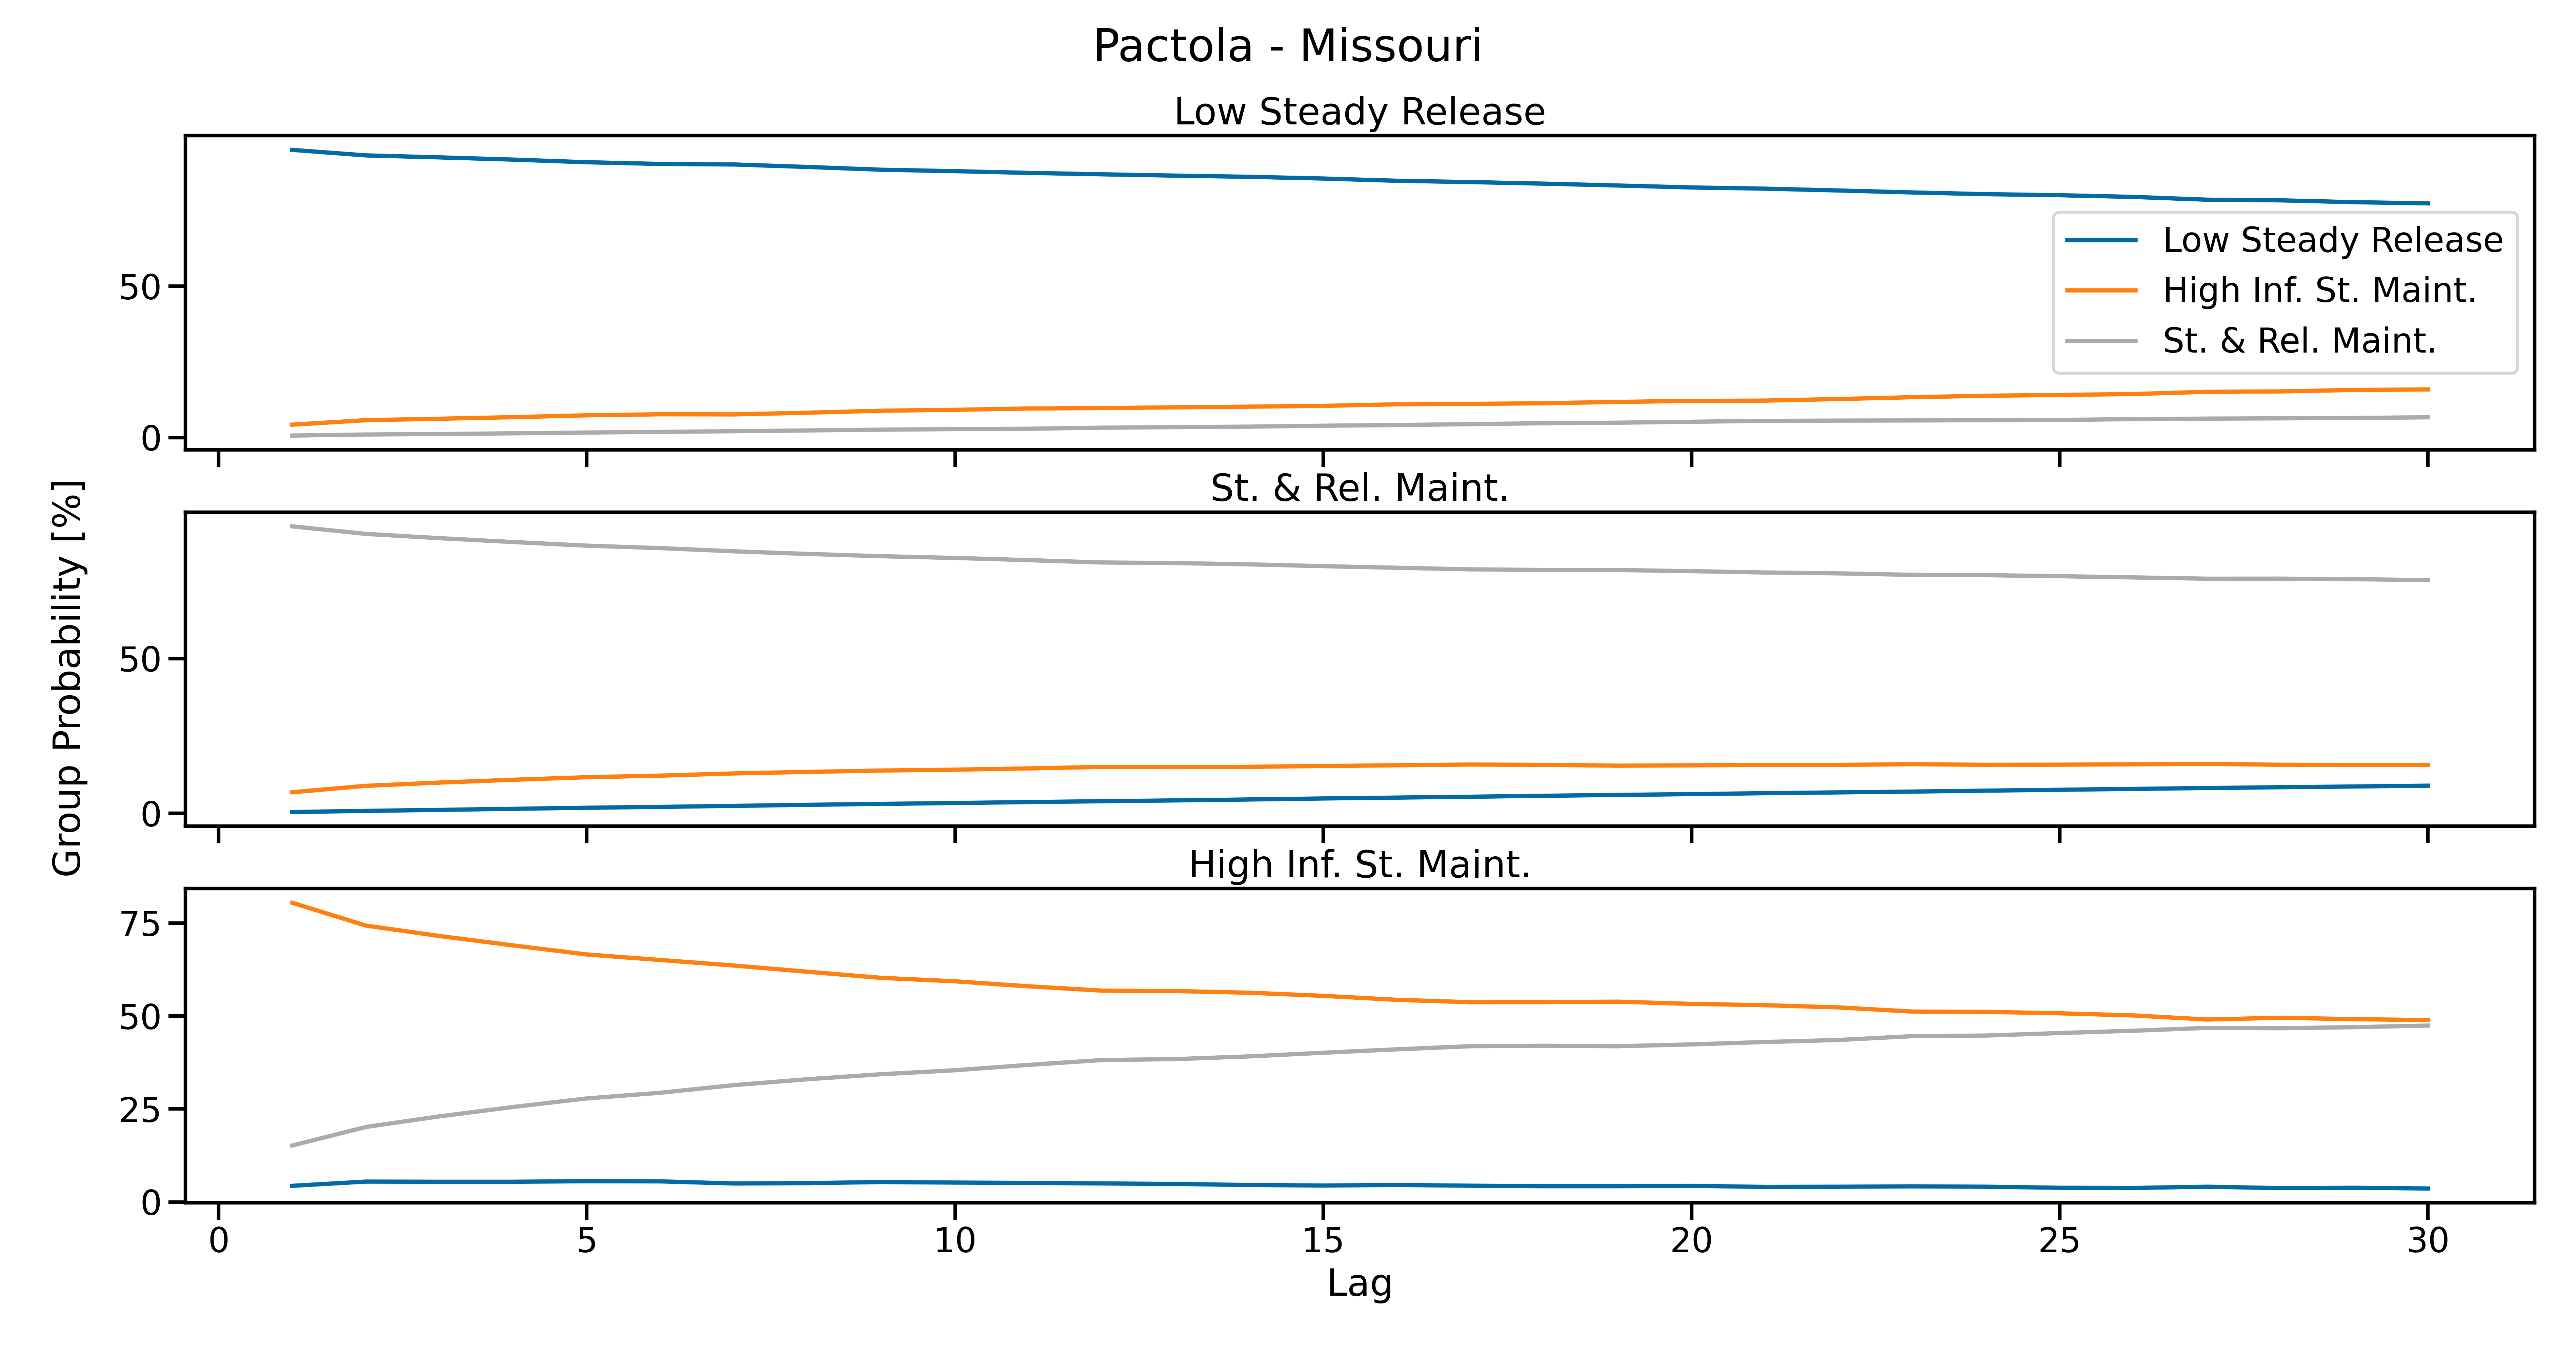 Pactola - Missouri
Low Steady Release
50
0
Low Steady Release
High Inf. St. Maint.
St. & Rel. Maint.
St. & Rel. Maint.
50
0
Group Probability [%]
High Inf. St. Maint.
75
50
25
0
0 5 10 15 20 25 30
Lag